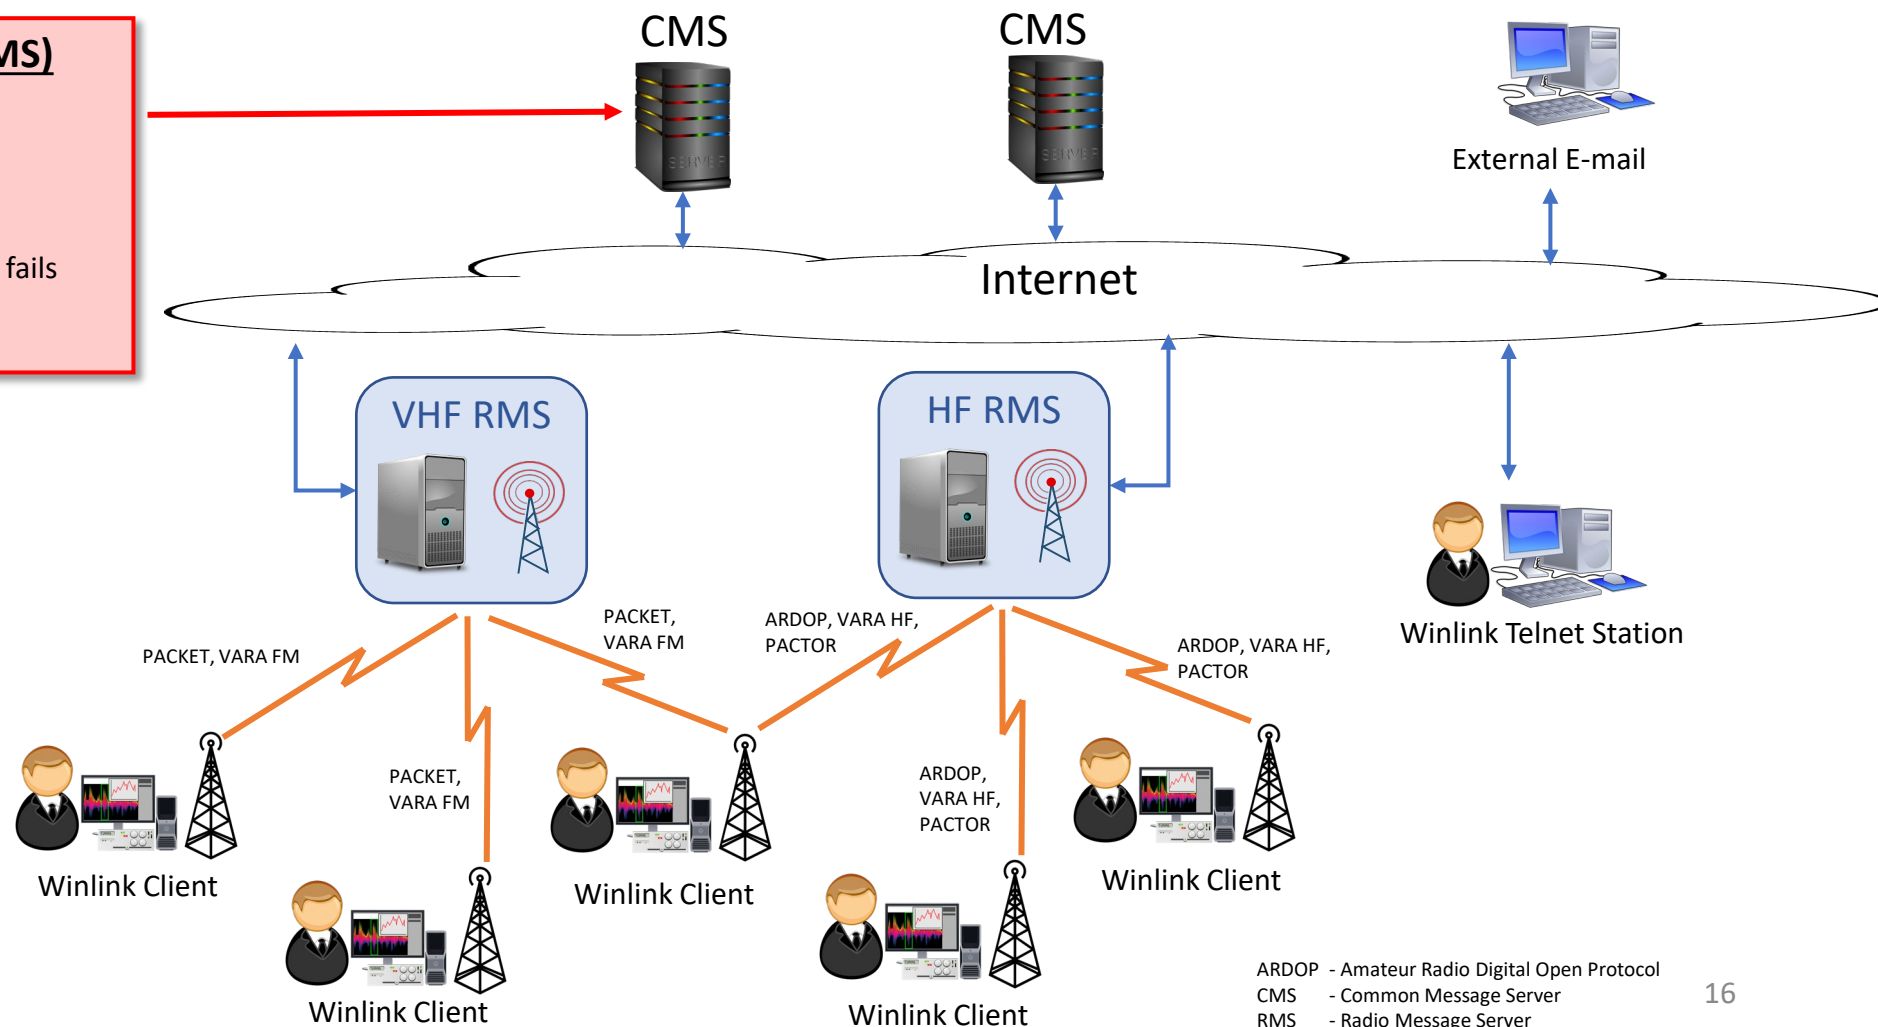 MS)
fails
CMS
CMS
External E-mail
Internet
VHF RMS
HF RMS
Winlink Telnet Station
PACKET, VARA FM
PACKET,
VARA FM
ARDOP, VARA HF,
PACTOR
ARDOP, VARA HF,
PACTOR
PACKET,
VARA FM
ARDOP,
VARA HF,
PACTOR
Winlink Client
Winlink Client
Winlink Client
Winlink Client
Winlink Client
ARDOP - Amateur Radio Digital Open Protocol
CMS - Common Message Server
RMS - Radio Message Server
16